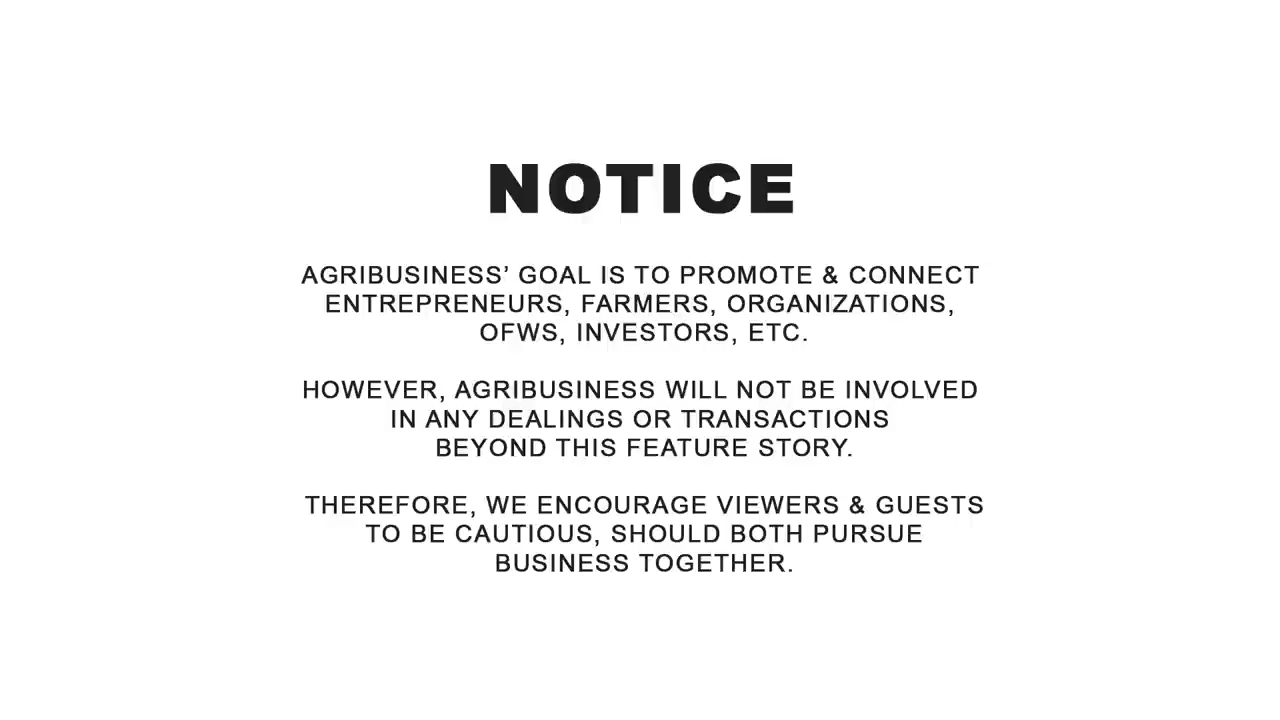 NOTICE
AGRIBUSINESS’ GOAL IS TO PROMOTE & CONNECT
ENTREPRENEURS, FARMERS, ORGANIZATIONS,
OFWS, INVESTORS, ETC.
HOWEVER, AGRIBUSINESS WILL NOT BE INVOLVED
IN ANY DEALINGS OR TRANSACTIONS
BEYOND THIS FEATURE STORY.
THEREFORE, WE ENCOURAGE VIEWERS & GUESTS
TO BE CAUTIOUS, SHOULD BOTH PURSUE
BUSINESS TOGETHER.